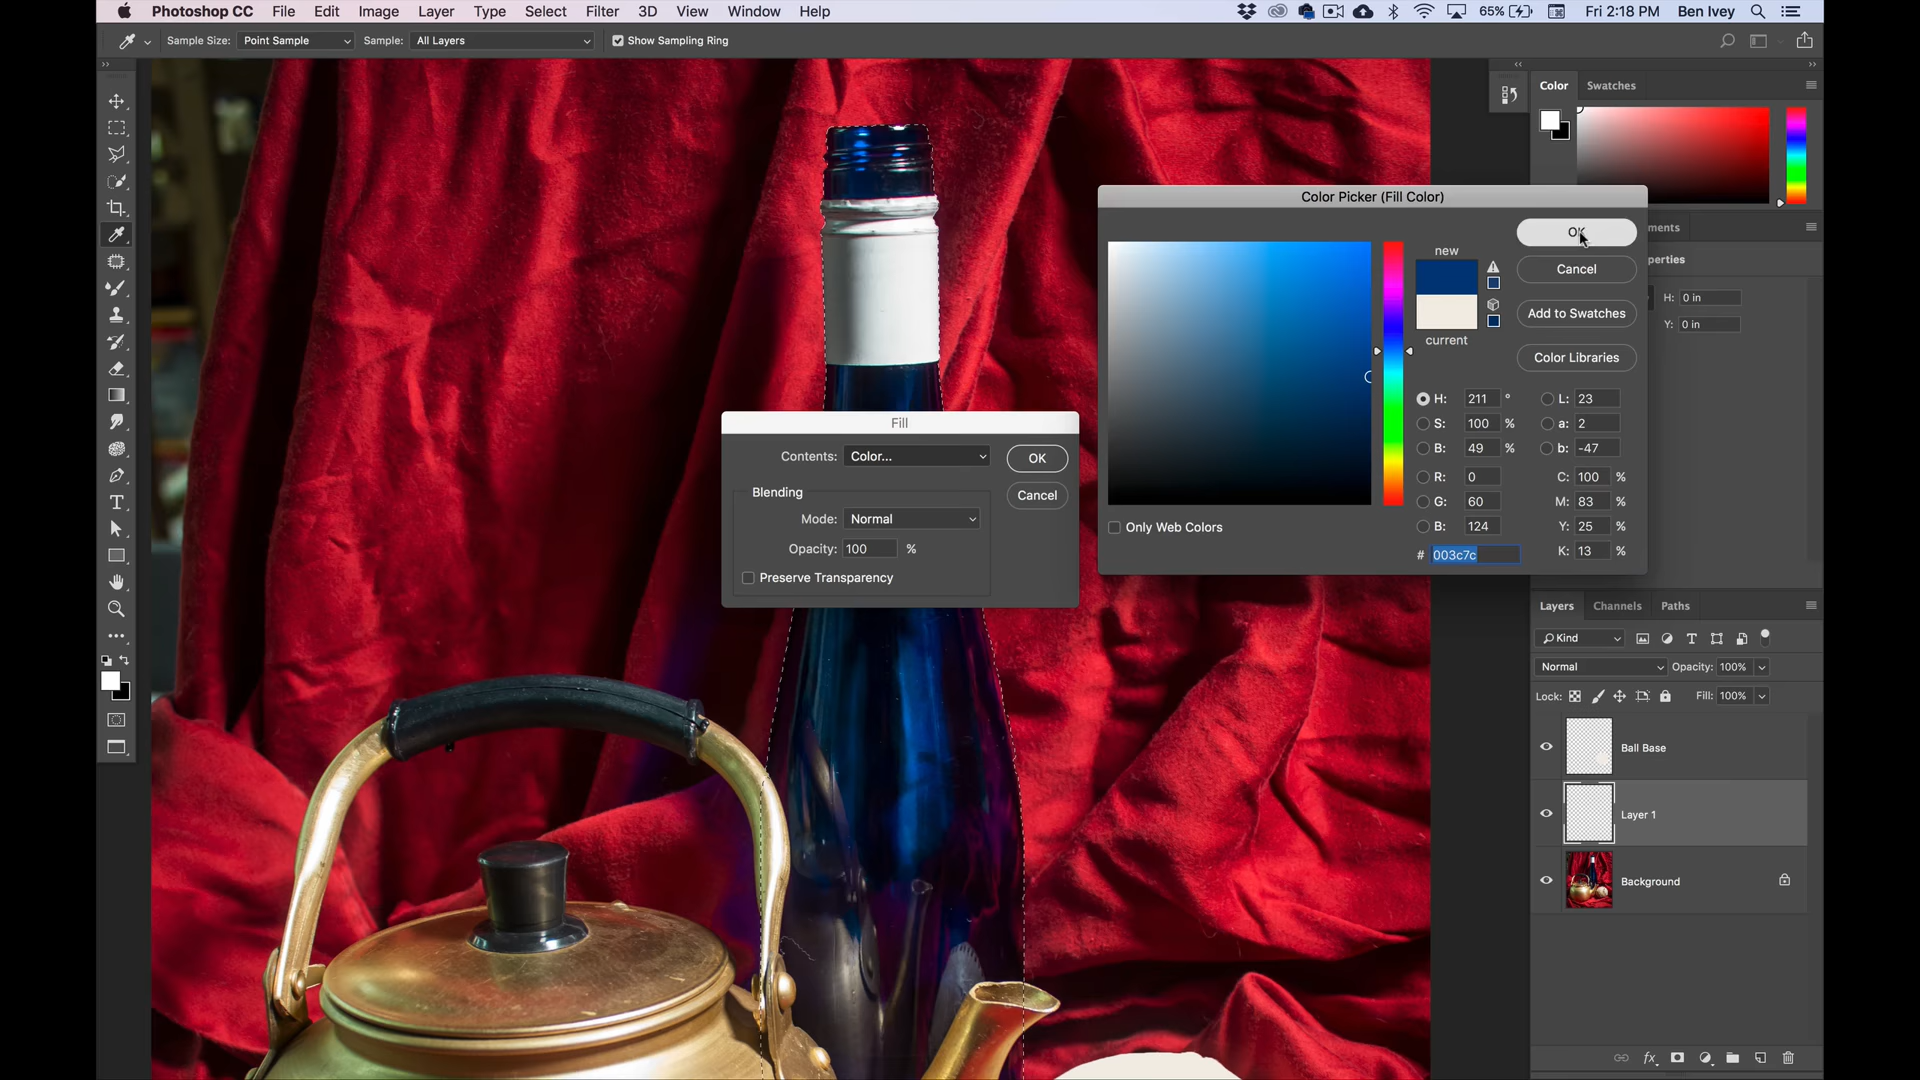 Photoshop CC File Edit Image Layer Type Select Filter 3D View Window Help 65% Fri 2:18 PM Ben Ivey
Sample Size: Point Sample Sample: All Layers Show Sampling Ring
Color Swatches
Color Picker (Fill Color)
new
current
OK
Cancel
Add to Swatches
Color Libraries
H: 211 °
S: 100 %
B: 49 %
R: 0
G: 60
B: 124
# 003c7c
L: 23
a: 2
b: -47
C: 100 %
M: 83 %
Y: 25 %
K: 13 %
Only Web Colors
ments
perties
H: 0 in
Y: 0 in
Fill
Contents: Color...
OK
Cancel
Blending
Mode: Normal
Opacity: 100 %
Preserve Transparency
Layers Channels Paths
Kind
Normal Opacity: 100%
Lock: Fill: 100%
Ball Base
Layer 1
Background
fx